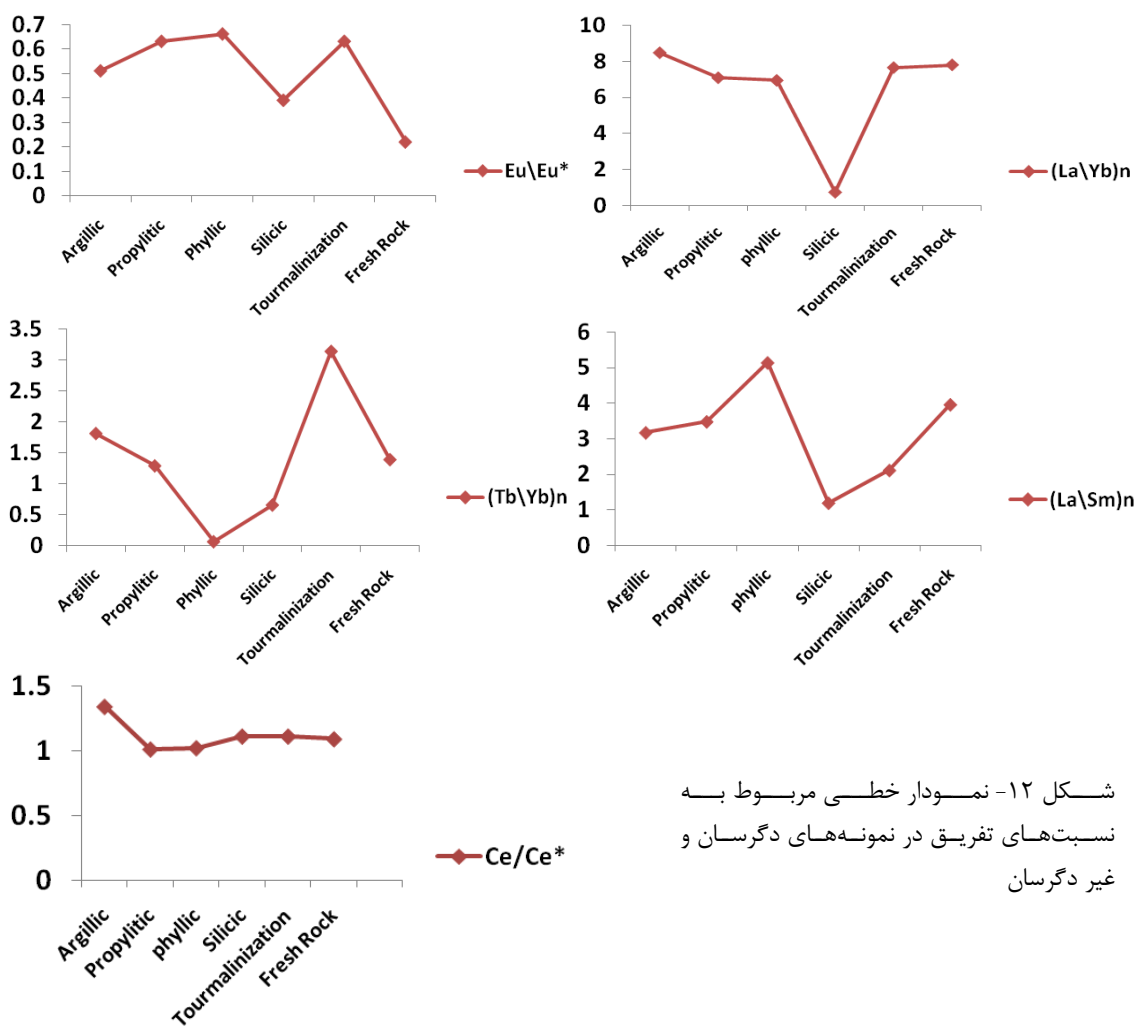 0.7
0.6
0.5
0.4
0.3
0.2
0.1
0
Argillic
Propylitic
Phyllic
Silicic
Tourmalinization
Fresh Rock
Eu\Eu*
10
8
6
4
2
0
Argillic
Propylitic
phyllic
Silicic
Tourmalinization
Fresh Rock
(La\Yb)n
3.5
3
2.5
2
1.5
1
0.5
0
Argillic
Propylitic
Phyllic
Silicic
Tourmalinization
Fresh Rock
(Tb\Yb)n
6
5
4
3
2
1
0
Argillic
Propylitic
phyllic
Silicic
Tourmalinization
Fresh Rock
(La\Sm)n
1.5
1
0.5
0
Argillic
Propylitic
phyllic
Silicic
Tourmalinization
Fresh Rock
Ce/Ce*
شکل ۱۲- نمودار خطی مربوط به
نسبت‌های تفریق در نمونه‌های دگرسان و
غیر دگرسان